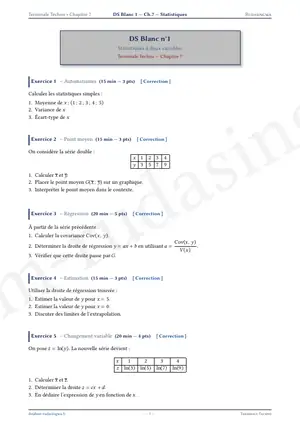 Terminale Techno • Chapitre 7
DS Blanc 1 — Ch.7 — Statistiques
DS Blanc n°1
Statistiques à deux variables
Terminale Techno — Chapitre 7
Exercice 1 – Automatismes (15 min – 3 pts) [ Correction ]
Calculer les statistiques simples :
1. Moyenne de x : (1 ; 2 ; 3 ; 4 ; 5)
2. Variance de x
3. Écart-type de x
Exercice 2 – Point moyen (15 min – 3 pts) [ Correction ]
On considère la série double :
x 1 2 3 4
y 3 5 7 9
1. Calculer x̅ et y̅.
2. Placer le point moyen G(x̅ ; y̅) sur un graphique.
3. Interpréter le point moyen dans le contexte.
Exercice 3 – Régression (20 min – 5 pts) [ Correction ]
À partir de la série précédente :
1. Calculer la covariance Cov(x, y).
2. Déterminer la droite de régression y = ax + b en utilisant a = Cov(x, y) / V(x)
3. Vérifier que cette droite passe par G.
Exercice 4 – Estimation (15 min – 3 pts) [ Correction ]
Utiliser la droite de régression trouvée :
1. Estimer la valeur de y pour x = 5.
2. Estimer la valeur de y pour x = 0.
3. Discuter des limites de l'extrapolation.
Exercice 5 – Changement variable (20 min – 4 pts) [ Correction ]
On pose z = ln(y). La nouvelle série devient :
x 1 2 3 4
z ln(3) ln(5) ln(7) ln(9)
1. Calculer x̅ et z̅.
2. Déterminer la droite z = cx + d.
3. En déduire l'expression de y en fonction de x.
– 1 –
Terminale Techno